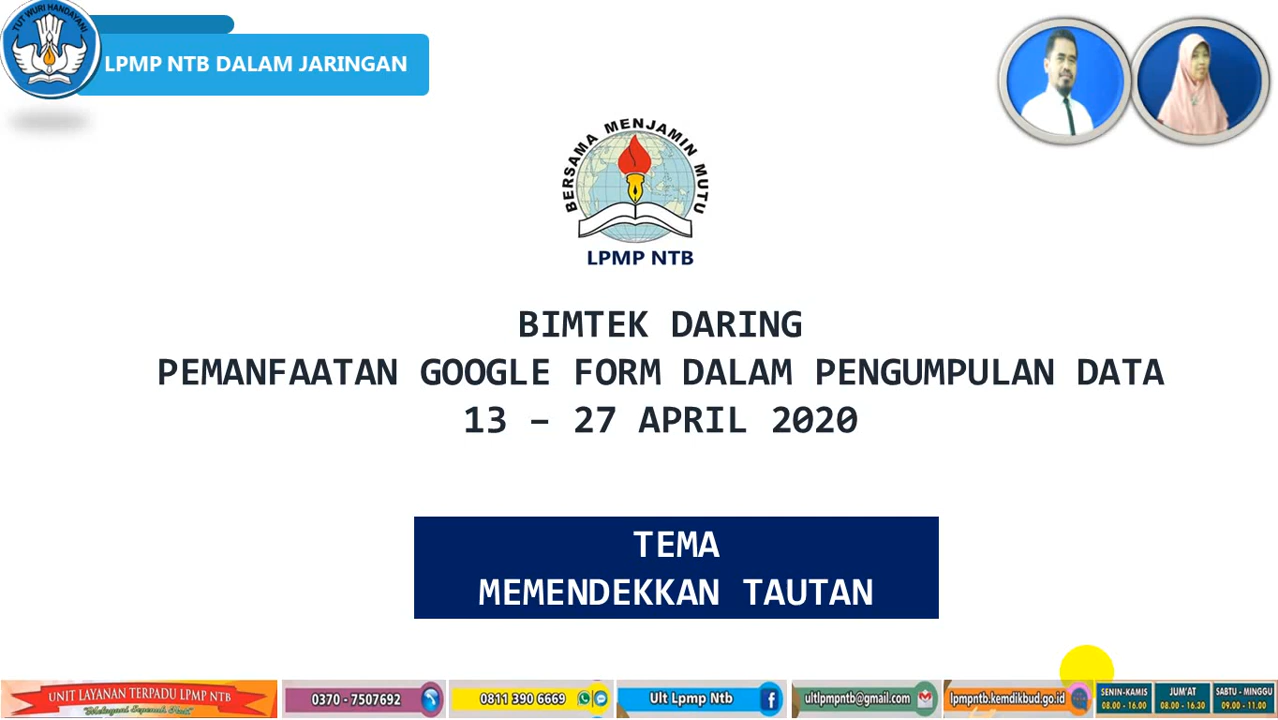 TUT WURI HANDAYANI
LPMP NTB DALAM JARINGAN
BERSAMA MENJAMIN MUTU
LPMP NTB
BIMTEK DARING
PEMANFAATAN GOOGLE FORM DALAM PENGUMPULAN DATA
13 – 27 APRIL 2020
TEMA
MEMENDEKKAN TAUTAN
UNIT LAYANAN TERPADU LPMP NTB
"Melayani Sepenuh Hati"
0370 - 7507692
0811 390 6669
Ult Lpmp Ntb
ultlpmpntb@gmail.com
lpmpntb.kemdikbud.go.id
SENIN-KAMIS
08.00 - 16.00
JUM'AT
08.00 - 16.30
SABTU - MINGGU
09.00 - 11.00